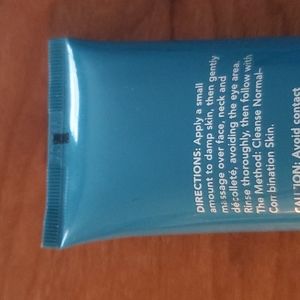 DIRECTIONS: Apply a small
amount to damp skin, then gently
massage over face, neck and
décolleté, avoiding the eye area.
Rinse thoroughly, then follow with
The Method: Cleanse Normal–
Combination Skin.
CAUTION: Avoid contact